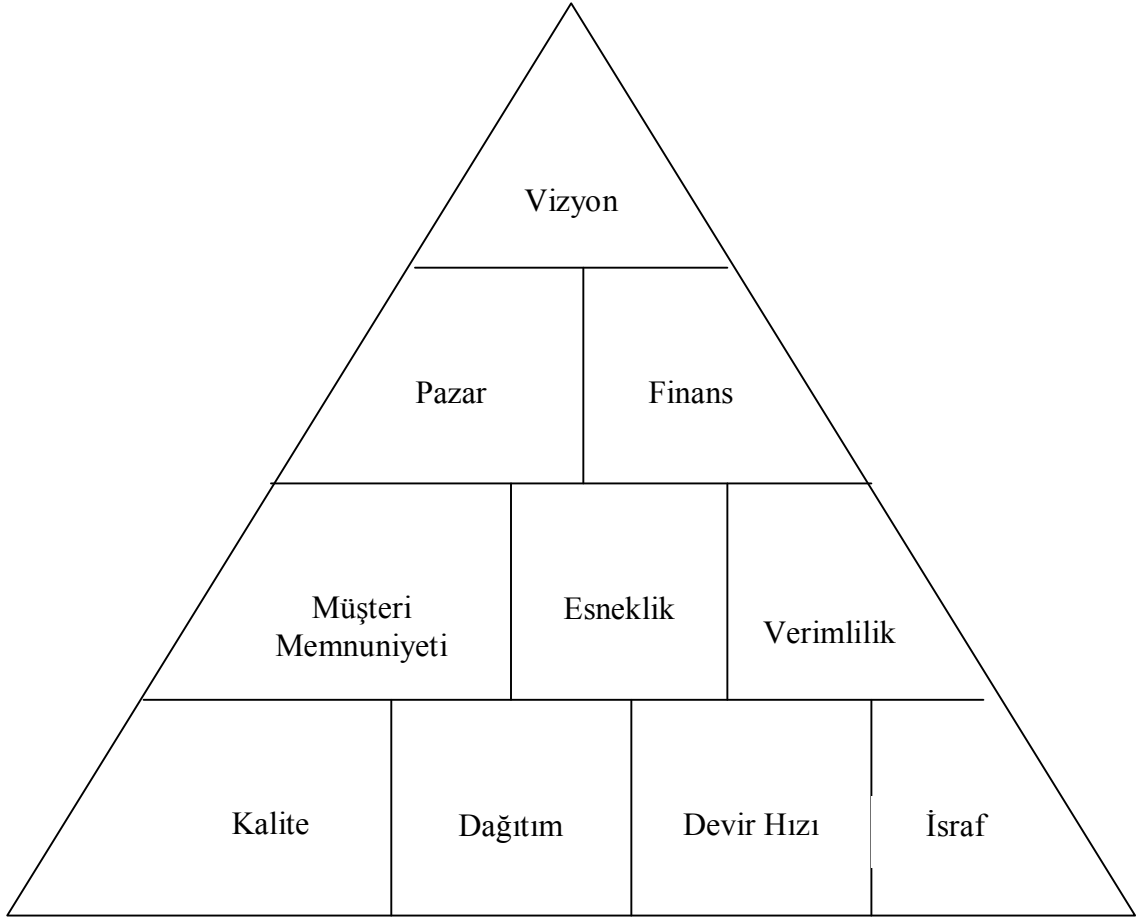 Vizyon
Pazar
Finans
Müşteri
Memnuniyeti
Esneklik
Verimlilik
Kalite
Dağıtım
Devir Hızı
İsraf